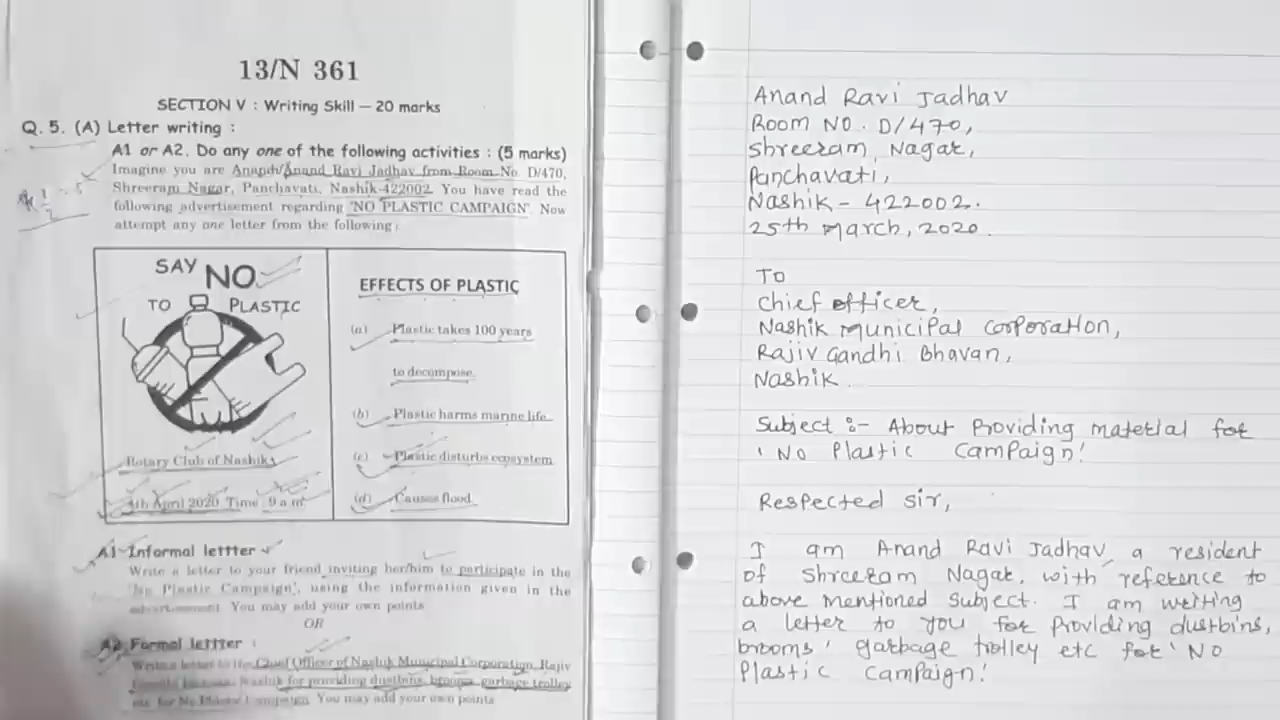 13/N 361
SECTION V : Writing Skill – 20 marks
Q. 5. (A) Letter writing :
A1 or A2. Do any one of the following activities : (5 marks)
Imagine you are Anandi/Anand Ravi Jadhav from Room No. D/470,
Shreeram Nagar, Panchavati, Nashik-422002. You have read the
following advertisement regarding 'NO PLASTIC CAMPAIGN'. Now
attempt any one letter from the following :
SAY NO
TO PLASTIC
Rotary Club of Nashik
4th April 2020 Time : 9 a.m.
EFFECTS OF PLASTIC
(a) Plastic takes 100 years
to decompose.
(b) Plastic harms marine life.
(c) Plastic disturbs ecosystem
(d) Causes flood.
A1 Informal lettter
Write a letter to your friend inviting her/him to participate in the
'No Plastic Campaign', using the information given in the
advertisement. You may add your own points
OR
A2 Formal lettter :
Write a letter to the Chief Officer of Nashik Municipal Corporation, Rajiv
Nashik for providing dustbins, brooms, garbage trolley
etc for No Plastic Campaign. You may add your own points
Anand Ravi Jadhav
Room NO. D/470,
Shreeram Nagar,
Panchavati,
Nashik - 422002.
25th March, 2020.
To
Chief officer,
Nashik Municipal Corporation,
Rajiv Gandhi Bhavan,
Nashik.
Subject :- About Providing material for
'No Plastic Campaign!
Respected sir,
I am Anand Ravi Jadhav, a resident
of Shreeram Nagar, with reference to
above mentioned Subject. I am writing
a letter to you for providing dustbins,
brooms, garbage trolley etc for 'No
Plastic Campaign!